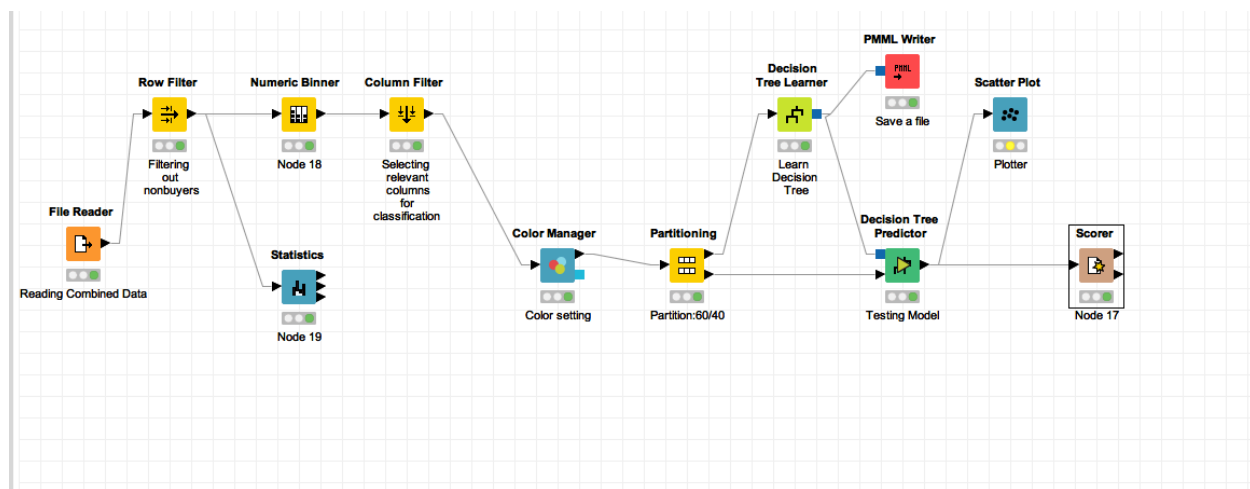 PMML Writer
PMML
Save a file
Row Filter
Filtering
out
nonbuyers
Numeric Binner
Node 18
Column Filter
Selecting
relevant
columns
for
classification
Decision
Tree Learner
Learn
Decision
Tree
Scatter Plot
Plotter
File Reader
Reading Combined Data
Statistics
Node 19
Color Manager
Color setting
Partitioning
Partition:60/40
Decision Tree
Predictor
Testing Model
Scorer
Node 17